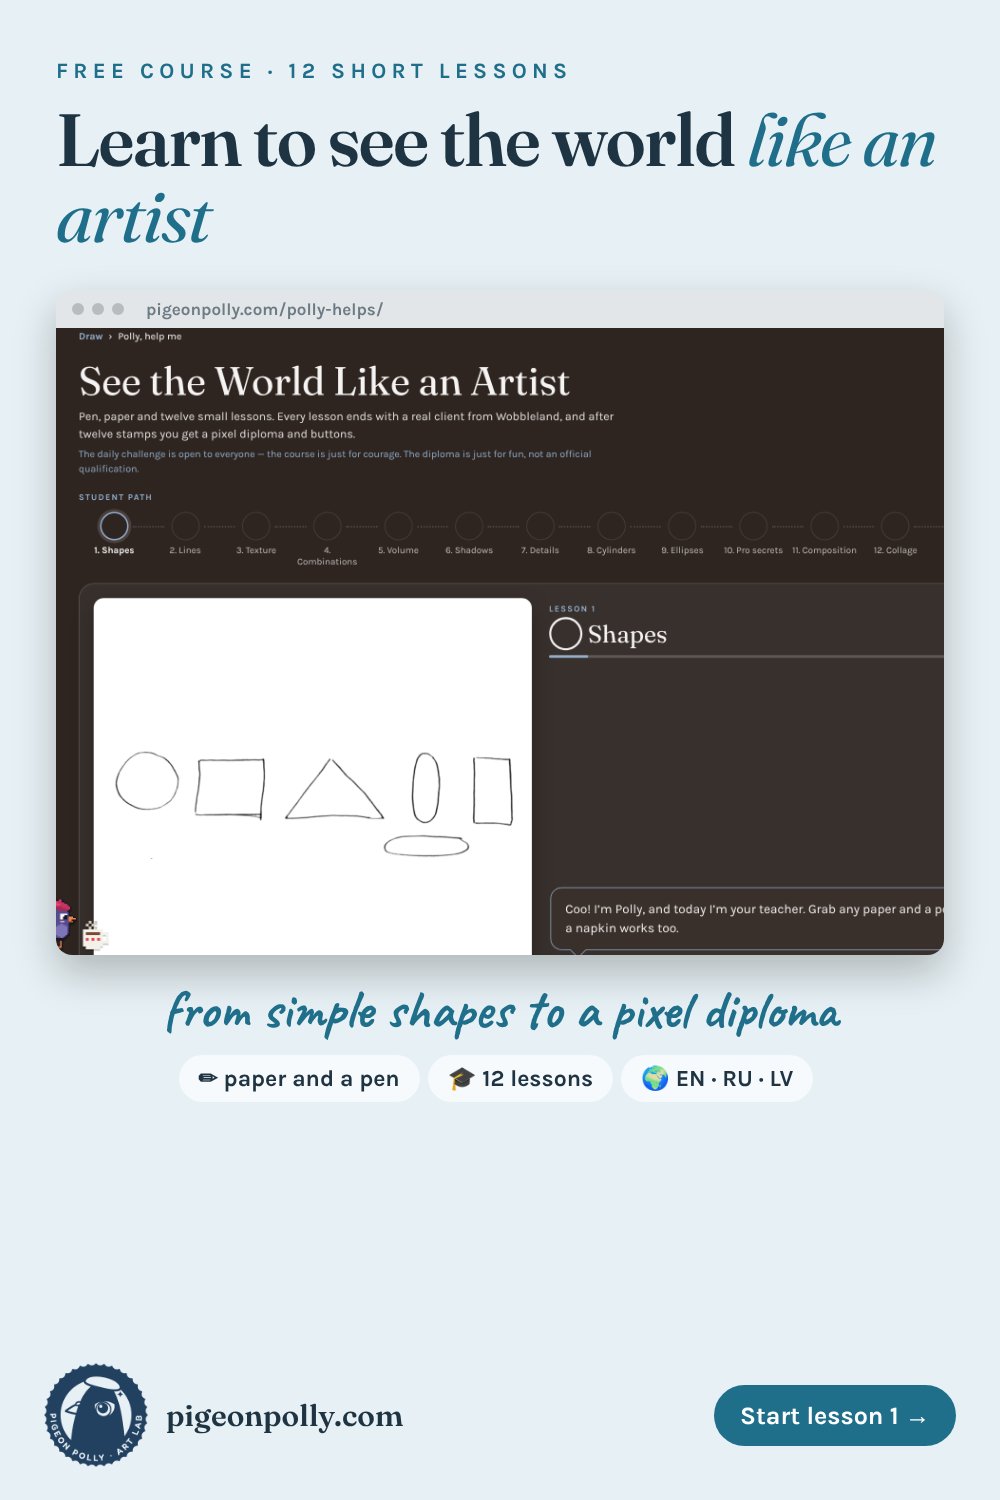 FREE COURSE · 12 SHORT LESSONS
Learn to see the world like an
artist
pigeonpolly.com/polly-helps/
Draw › Polly, help me
See the World Like an Artist
Pen, paper and twelve small lessons. Every lesson ends with a real client from Wobbleland, and after
twelve stamps you get a pixel diploma and buttons.
The daily challenge is open to everyone — the course is just for courage. The diploma is just for fun, not an official
qualification.
STUDENT PATH
1. Shapes 2. Lines 3. Texture 4. 5. Volume 6. Shadows 7. Details 8. Cylinders 9. Ellipses 10. Pro secrets 11. Composition 12. Collage
Combinations
LESSON 1
Shapes
Coo! I'm Polly, and today I'm your teacher. Grab any paper and a
a napkin works too.
from simple shapes to a pixel diploma
✏ paper and a pen 🎓 12 lessons 🌍 EN · RU · LV
PIGEON POLLY · ART LAB
pigeonpolly.com
Start lesson 1 →